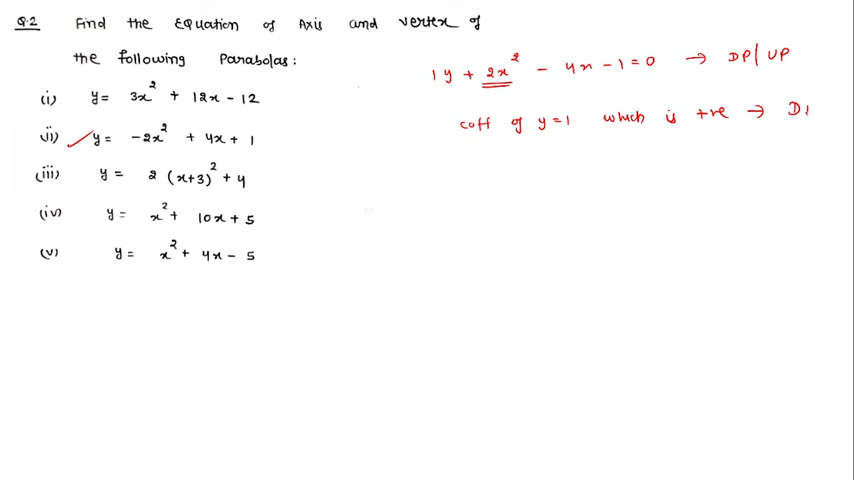 Q.2 Find the Equation of Axis and vertex of
the following Parabolas:
(i) y = 3x² + 12x - 12
(ii) y = -2x² + 4x + 1
(iii) y = 2 (x+3)² + 4
(iv) y = x² + 10x + 5
(v) y = x² + 4x - 5
1y + 2x² - 4x - 1 = 0 → DP/UP
coff of y = 1 which is +ve → D